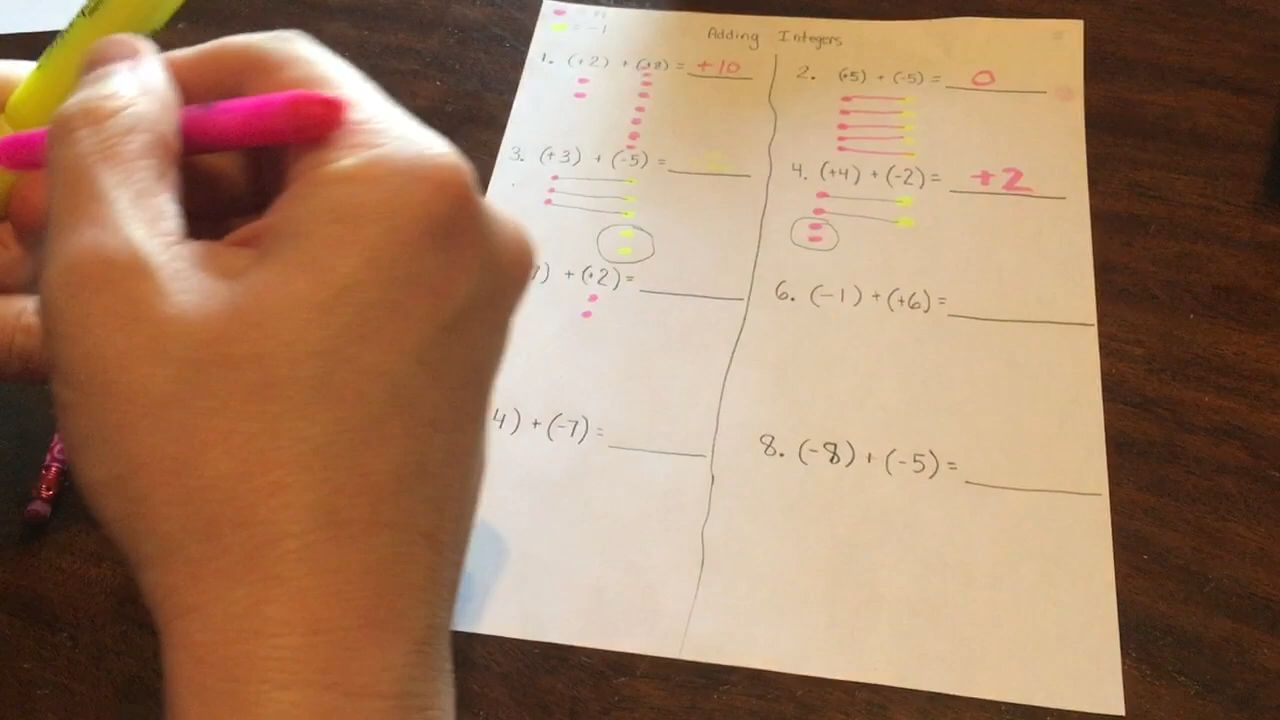 = -1
Adding Integers
1. (+2) + (+8) = +10
2. (+5) + (-5) = 0
3. (+3) + (-5) =
4. (+4) + (-2) = +2
) + (+2) =
6. (-1) + (+6) =
4) + (-7) =
8. (-8) + (-5) =